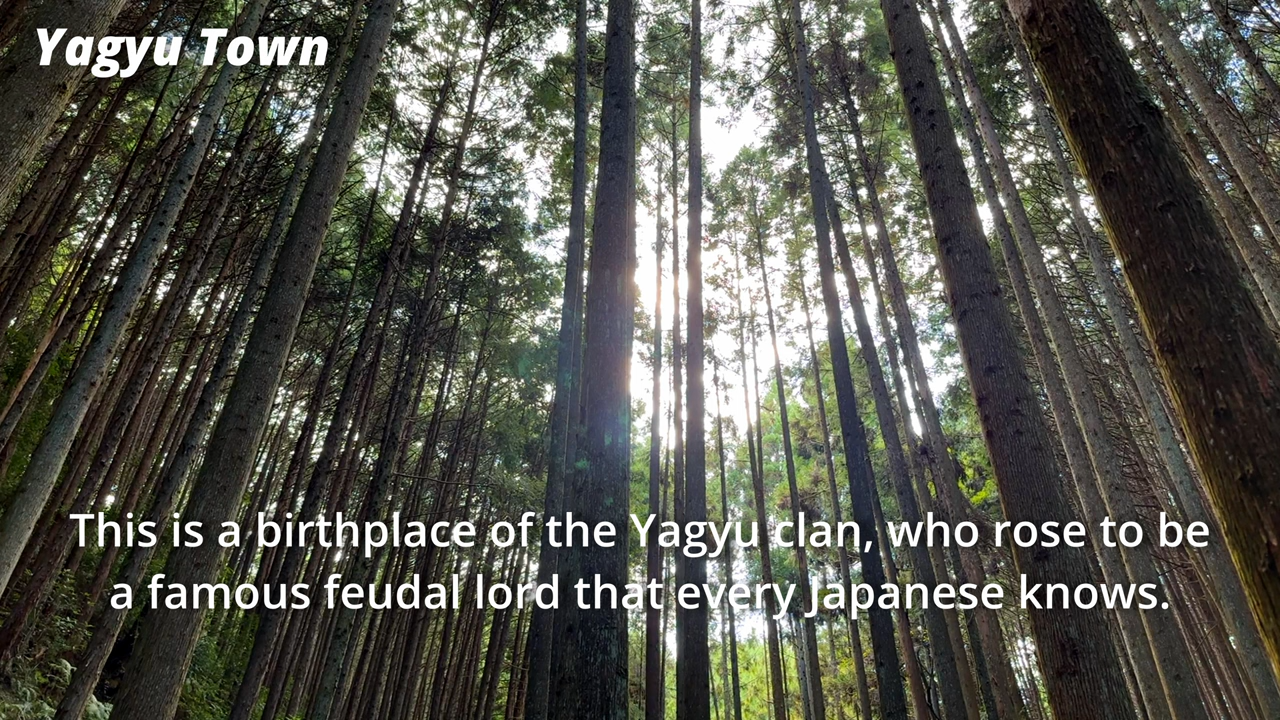 Yagyu Town
This is a birthplace of the Yagyu clan, who rose to be
a famous feudal lord that every Japanese knows.